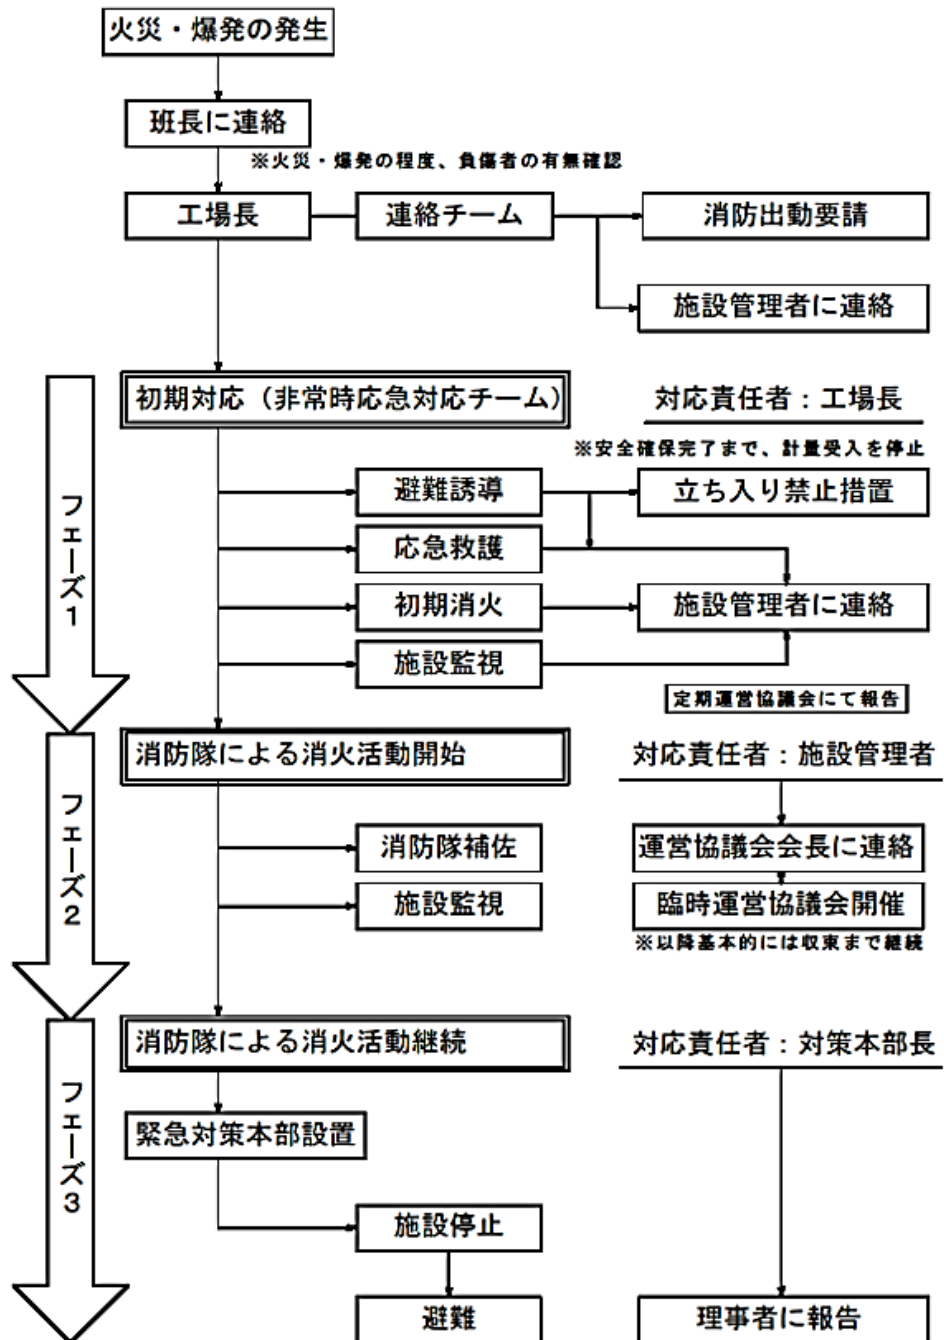 火災・爆発の発生
班長に連絡
※火災・爆発の程度、負傷者の有無確認
工場長
連絡チーム
消防出動要請
施設管理者に連絡
フェーズ1
初期対応（非常時応急対応チーム）
対応責任者：工場長
※安全確保完了まで、計量受入を停止
避難誘導
立ち入り禁止措置
応急救護
初期消火
施設管理者に連絡
施設監視
定期運営協議会にて報告
フェーズ2
消防隊による消火活動開始
対応責任者：施設管理者
消防隊補佐
運営協議会会長に連絡
施設監視
臨時運営協議会開催
※以降基本的には収束まで継続
フェーズ3
消防隊による消火活動継続
対応責任者：対策本部長
緊急対策本部設置
施設停止
避難
理事者に報告